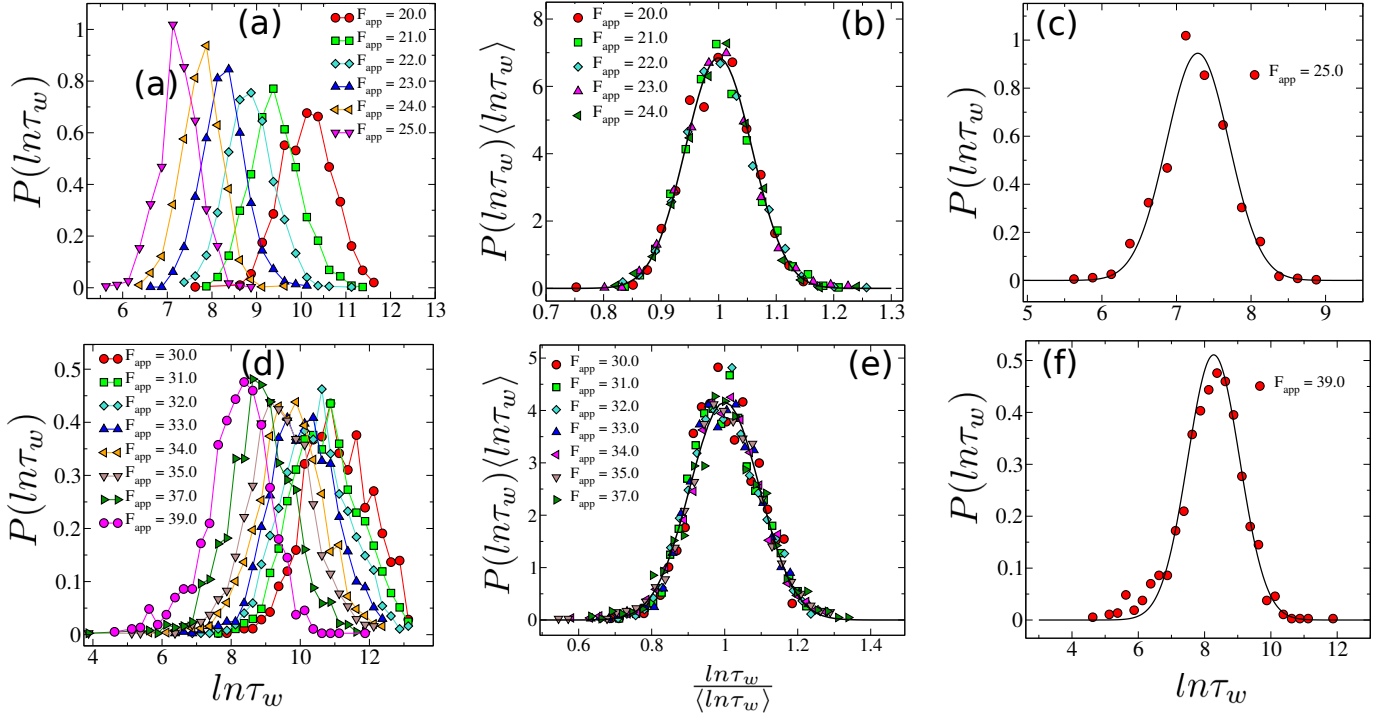 (a)
(a)
P(lnτ_w)
1
0.8
0.6
0.4
0.2
0
6 7 8 9 10 11 12 13
F_app = 20.0
F_app = 21.0
F_app = 22.0
F_app = 23.0
F_app = 24.0
F_app = 25.0
(b)
P(lnτ_w)⟨lnτ_w⟩
8
6
4
2
0
0.7 0.8 0.9 1 1.1 1.2 1.3
F_app = 20.0
F_app = 21.0
F_app = 22.0
F_app = 23.0
F_app = 24.0
(c)
P(lnτ_w)
1
0.8
0.6
0.4
0.2
0
5 6 7 8 9
F_app = 25.0
(d)
P(lnτ_w)
0.5
0.4
0.3
0.2
0.1
0
4 6 8 10 12
F_app = 30.0
F_app = 31.0
F_app = 32.0
F_app = 33.0
F_app = 34.0
F_app = 35.0
F_app = 37.0
F_app = 39.0
lnτ_w
(e)
P(lnτ_w)⟨lnτ_w⟩
5
4
3
2
1
0
0.6 0.8 1 1.2 1.4
F_app = 30.0
F_app = 31.0
F_app = 32.0
F_app = 33.0
F_app = 34.0
F_app = 35.0
F_app = 37.0
lnτ_w
⟨lnτ_w⟩
(f)
P(lnτ_w)
0.5
0.4
0.3
0.2
0.1
0
4 6 8 10 12
F_app = 39.0
lnτ_w